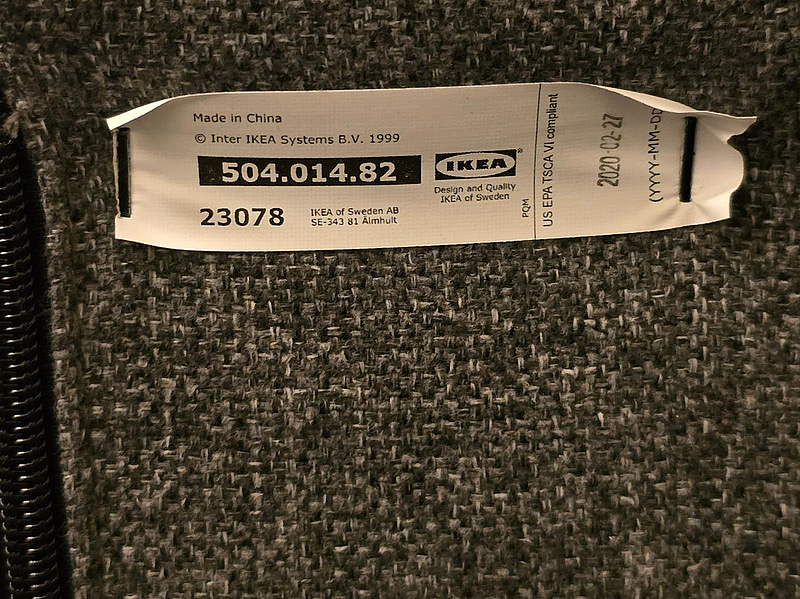 Made in China
© Inter IKEA Systems B.V. 1999
504.014.82
23078
IKEA of Sweden AB
SE-343 81 Älmhult
IKEA®
Design and Quality
IKEA of Sweden
PQM
US EPA TSCA VI compliant
2020-02-27
(YYYY-MM-DD